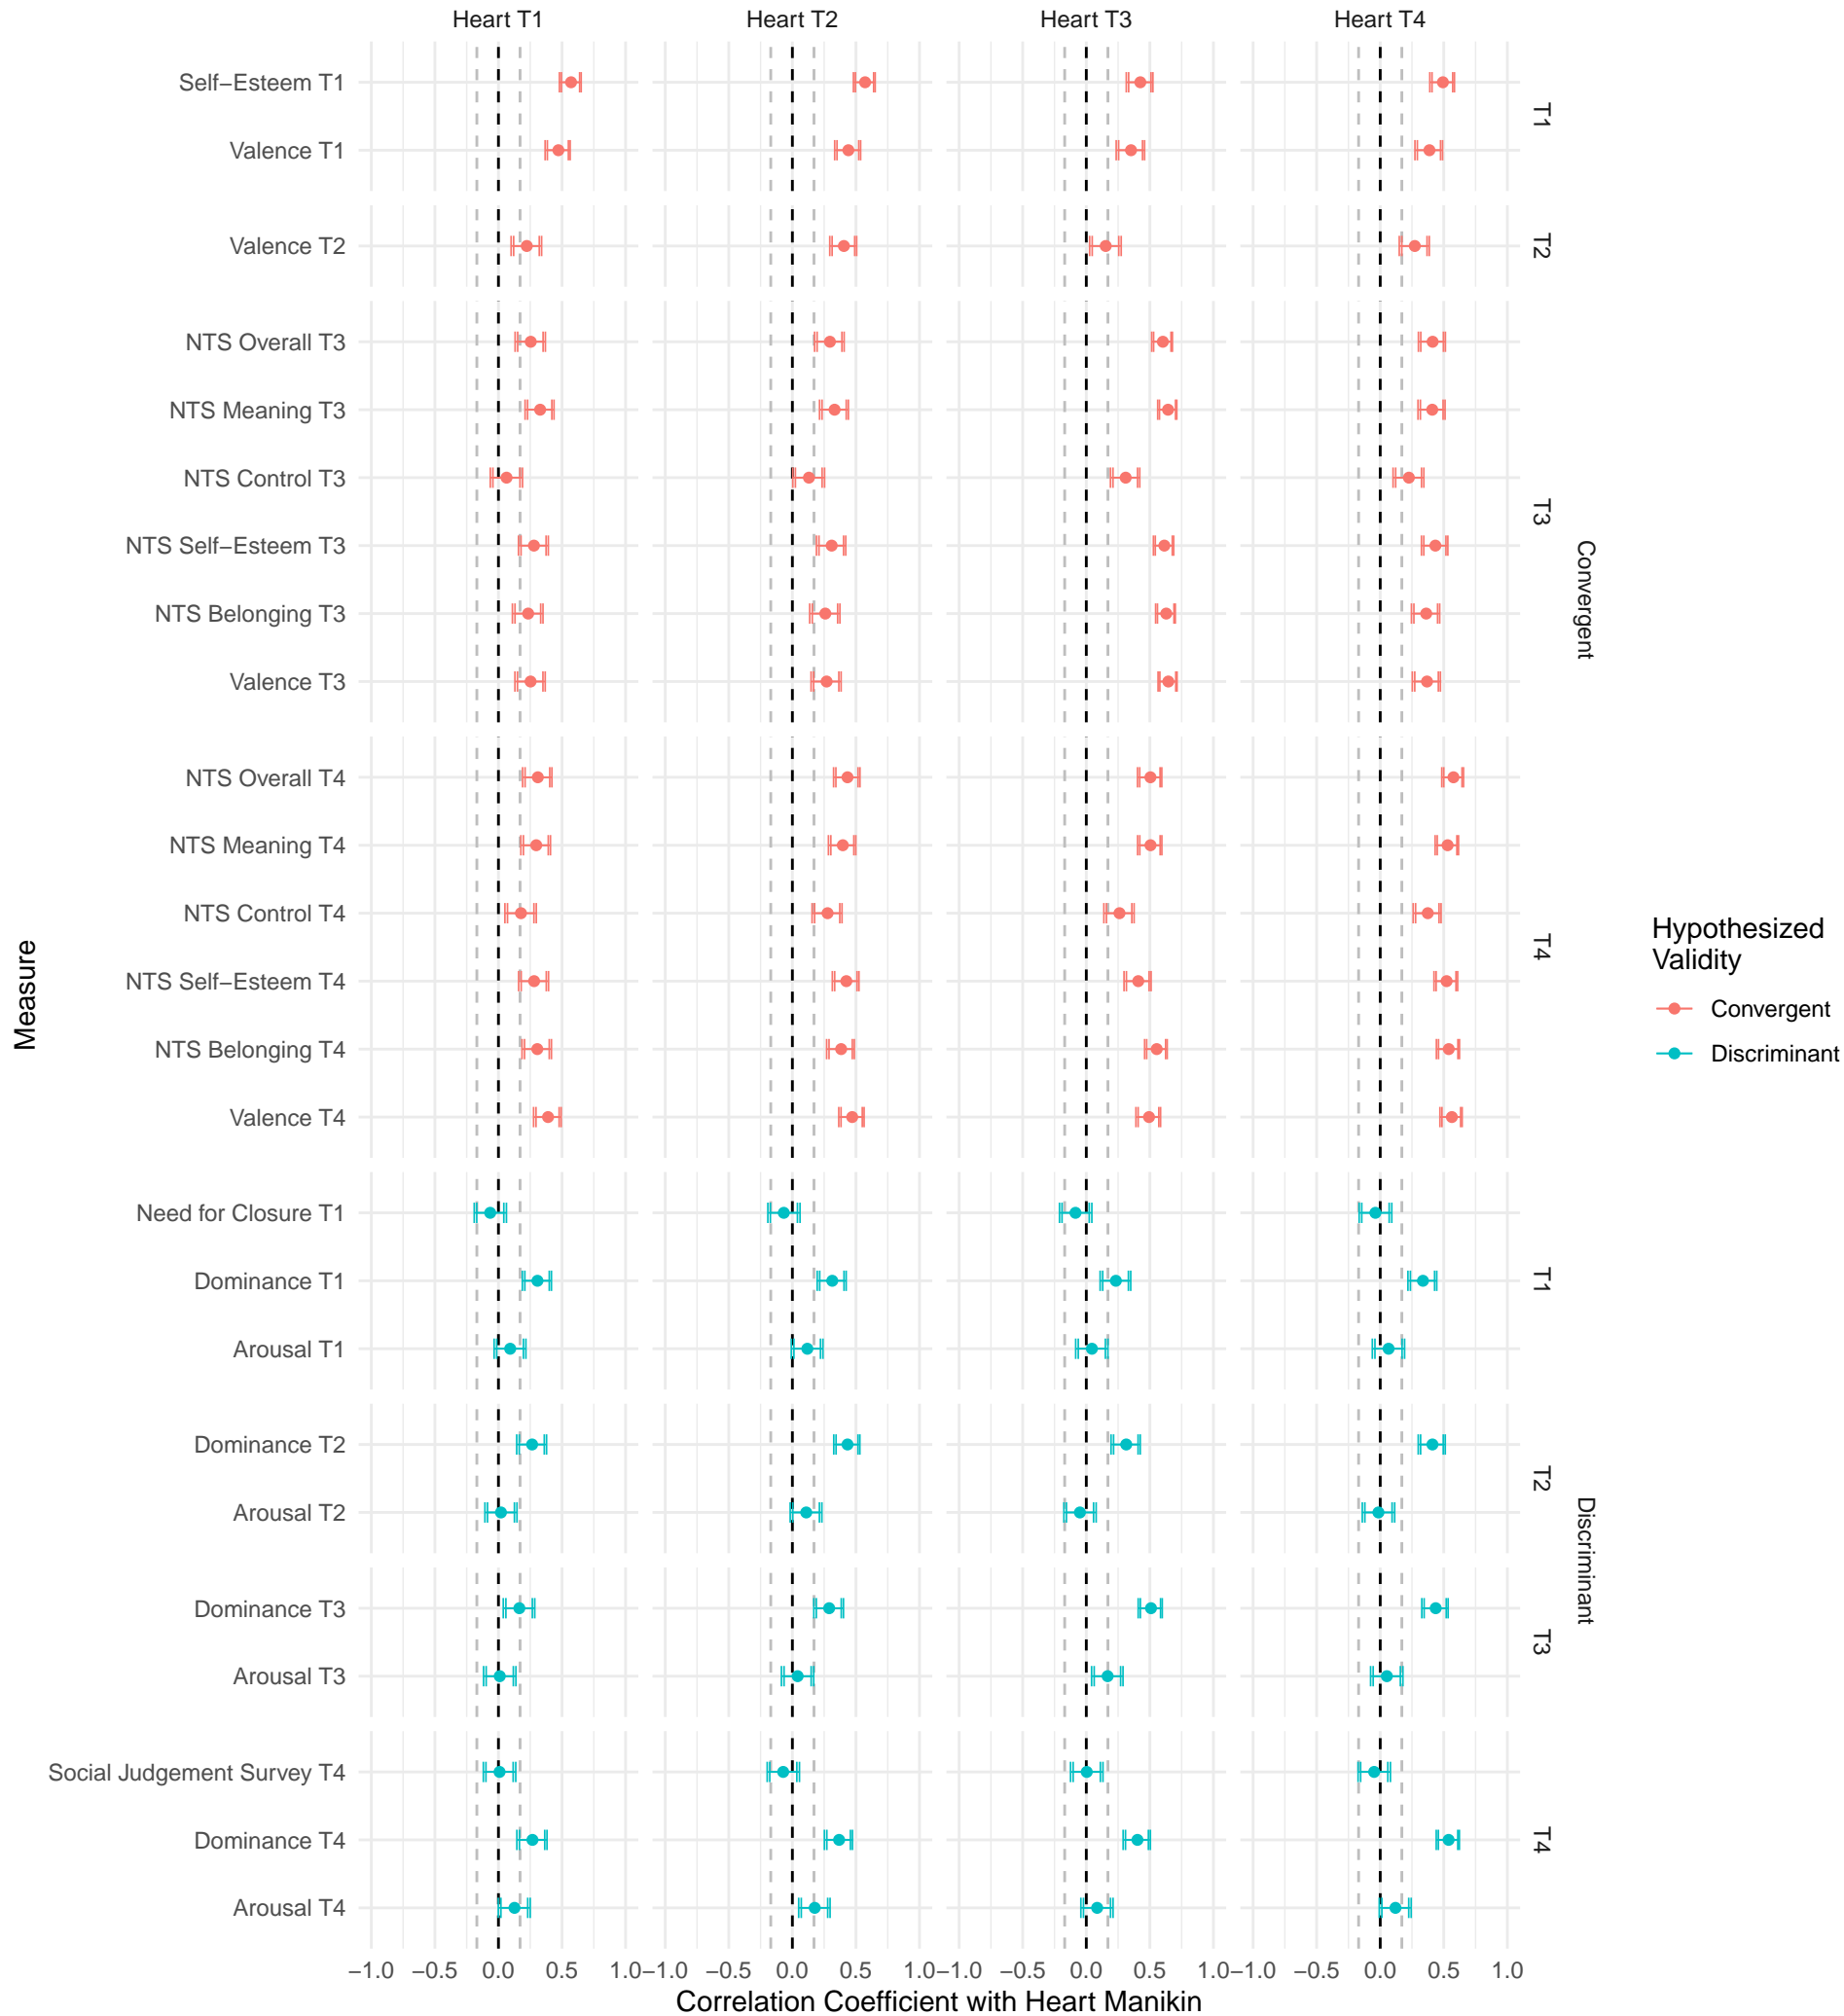 Heart T1 Heart T2 Heart T3 Heart T4
Self−Esteem T1
Valence T1
T1
Valence T2
T2
NTS Overall T3
NTS Meaning T3
NTS Control T3
NTS Self−Esteem T3
NTS Belonging T3
Valence T3
T3
NTS Overall T4
NTS Meaning T4
NTS Control T4
NTS Self−Esteem T4
NTS Belonging T4
Valence T4
T4
Convergent
Need for Closure T1
Dominance T1
Arousal T1
T1
Dominance T2
Arousal T2
T2
Dominance T3
Arousal T3
T3
Social Judgement Survey T4
Dominance T4
Arousal T4
T4
Discriminant
Measure
−1.0 −0.5 0.0 0.5 1.0 −1.0 −0.5 0.0 0.5 1.0 −1.0 −0.5 0.0 0.5 1.0 −1.0 −0.5 0.0 0.5 1.0
Correlation Coefficient with Heart Manikin
Hypothesized
Validity
Convergent
Discriminant